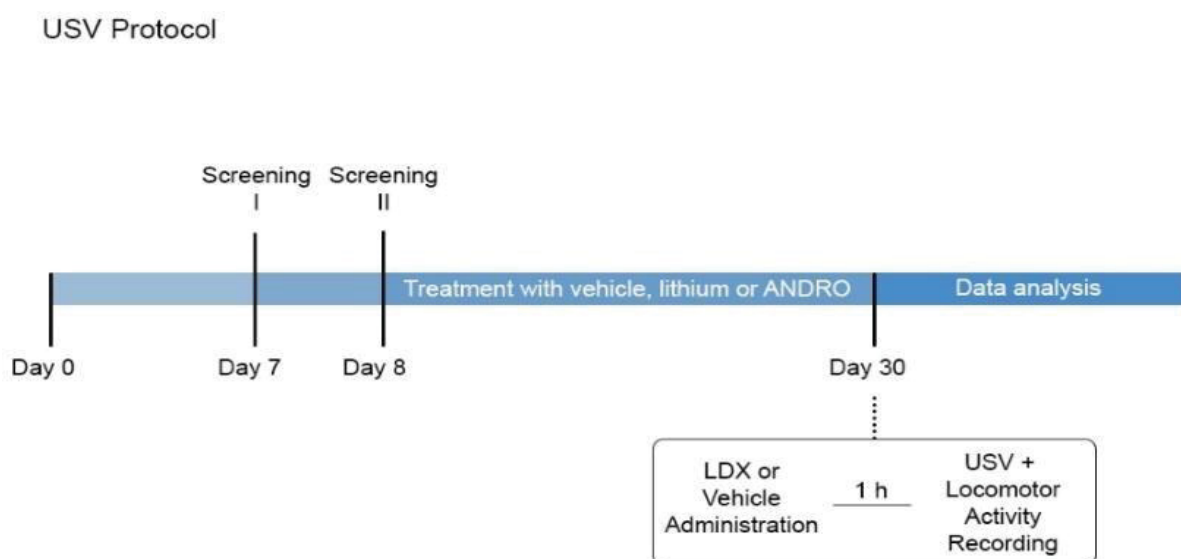 USV Protocol
Screening
I
Screening
II
Treatment with vehicle, lithium or ANDRO
Data analysis
Day 0
Day 7
Day 8
Day 30
LDX or
Vehicle
Administration
1 h
USV +
Locomotor
Activity
Recording